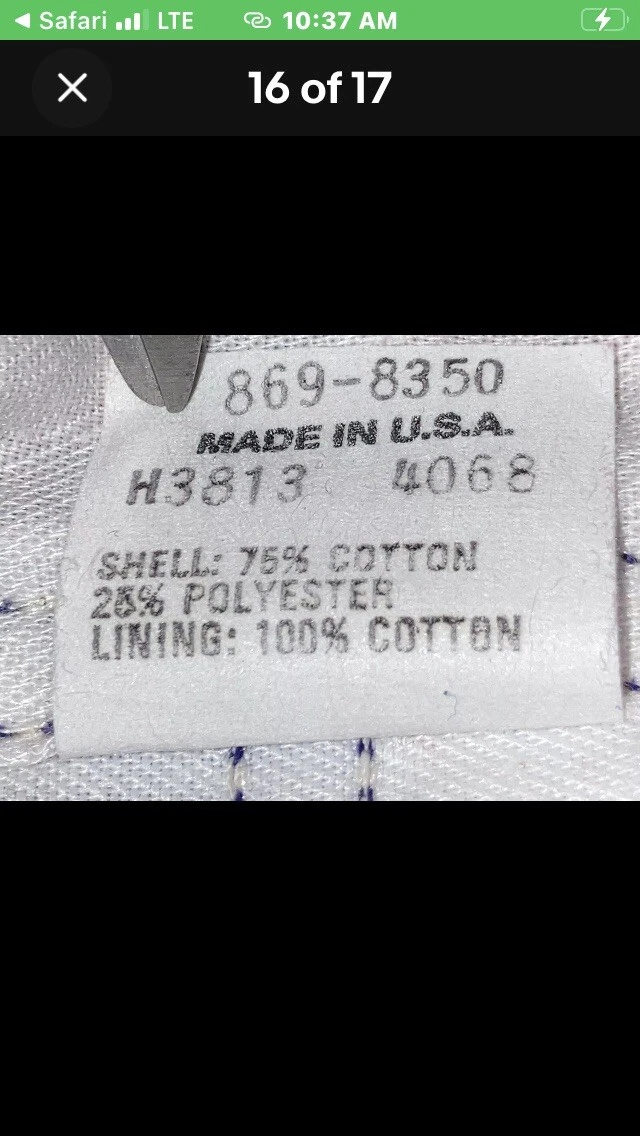 Safari LTE 10:37 AM
16 of 17
869-8350
MADE IN U.S.A.
H3813 4068
SHELL: 75% COTTON
25% POLYESTER
LINING: 100% COTTON